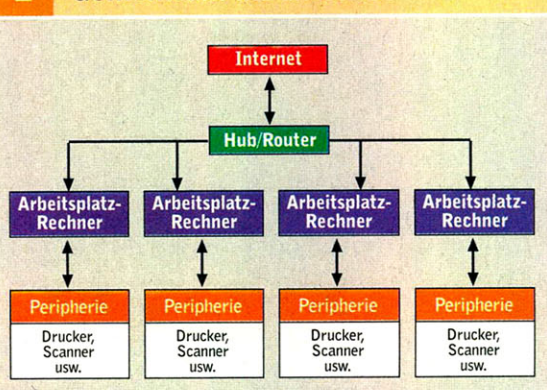 Internet
Hub/Router
Arbeitsplatz-
Rechner
Arbeitsplatz-
Rechner
Arbeitsplatz-
Rechner
Arbeitsplatz-
Rechner
Peripherie
Drucker,
Scanner
usw.
Peripherie
Drucker,
Scanner
usw.
Peripherie
Drucker,
Scanner
usw.
Peripherie
Drucker,
Scanner
usw.